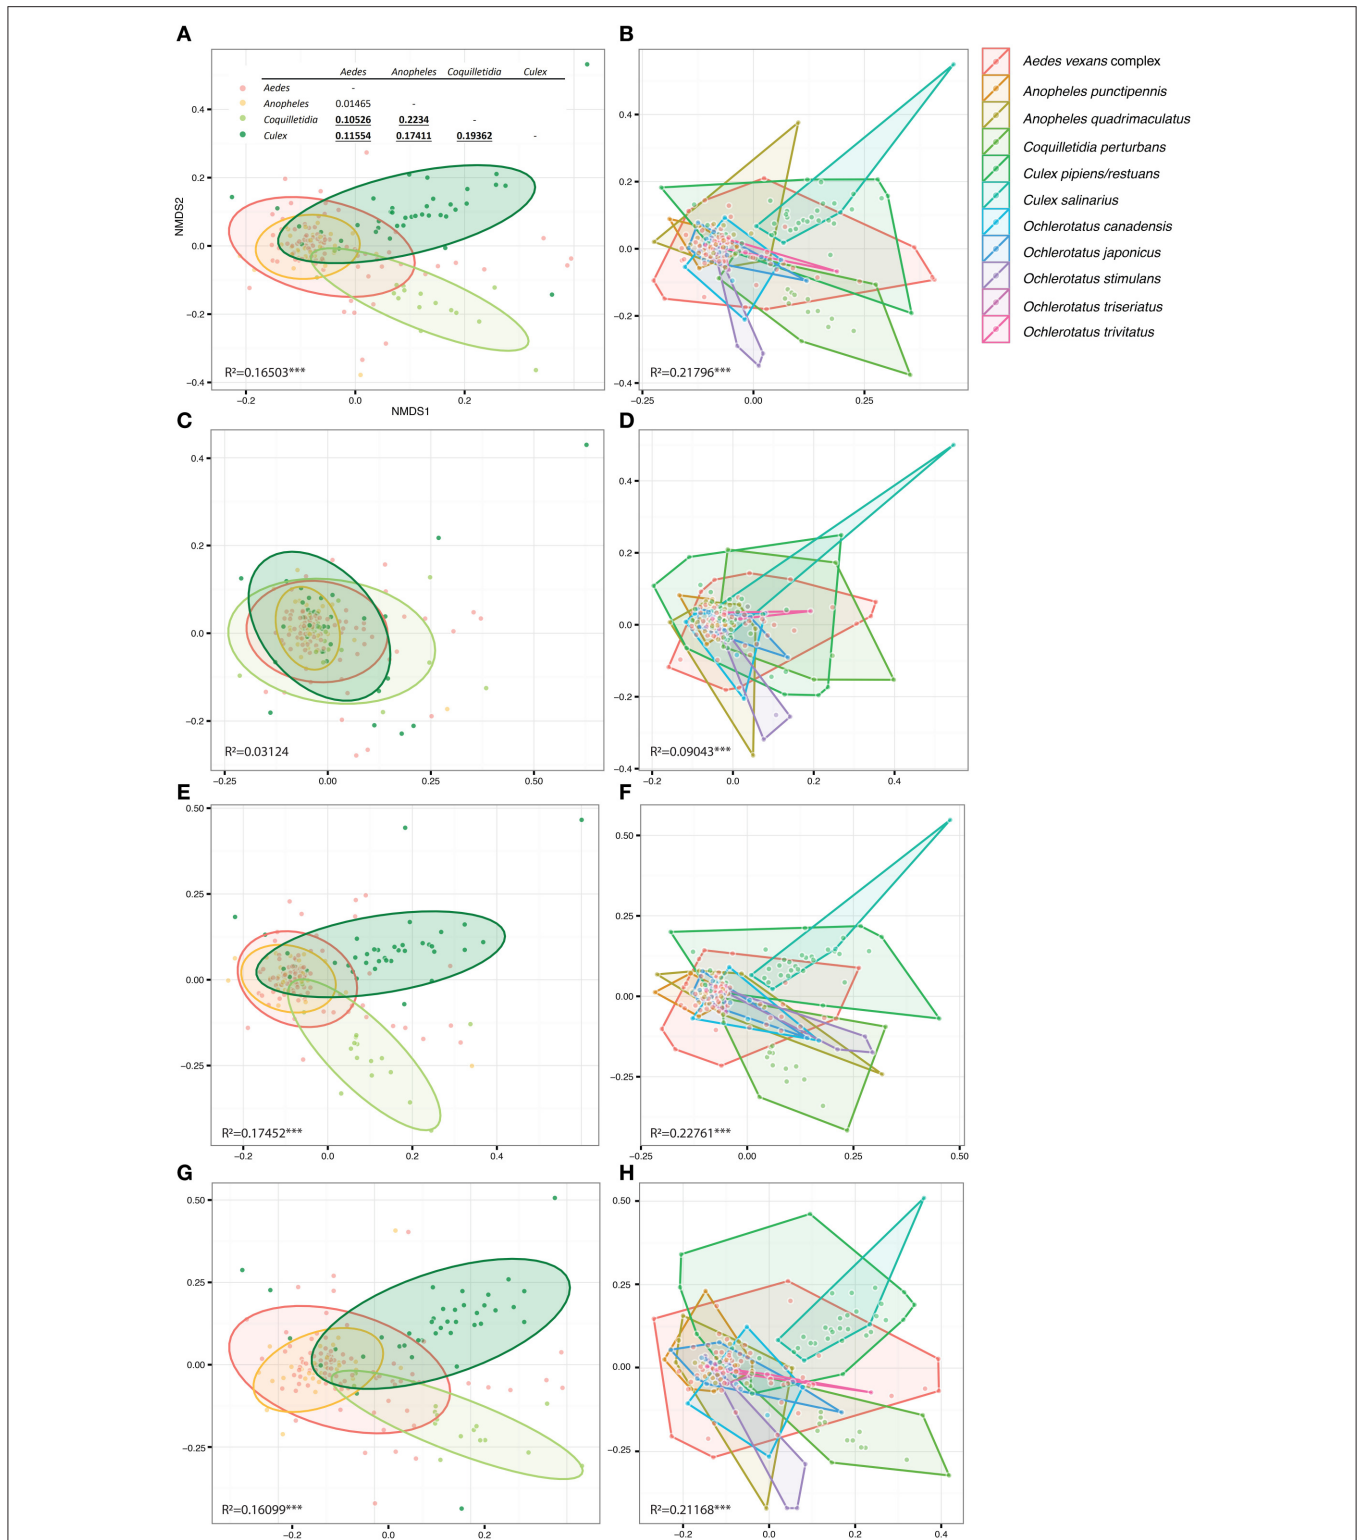 A
Aedes Anopheles Coquilletidia Culex
Aedes -
Anopheles 0.01465 -
Coquilletidia 0.10526 0.2234 -
Culex 0.11554 0.17411 0.19362 -
0.4
0.2
0.0
−0.2
−0.4
NMDS2
R²=0.16503***
−0.2 0.0 0.2
NMDS1
B
0.4
0.2
0.0
−0.2
−0.4
R²=0.21796***
−0.25 0.00 0.25
Aedes vexans complex
Anopheles punctipennis
Anopheles quadrimaculatus
Coquilletidia perturbans
Culex pipiens/restuans
Culex salinarius
Ochlerotatus canadensis
Ochlerotatus japonicus
Ochlerotatus stimulans
Ochlerotatus triseriatus
Ochlerotatus trivitatus
C
0.4
0.2
0.0
−0.2
R²=0.03124
−0.25 0.00 0.25 0.50
D
0.4
0.2
0.0
−0.2
−0.4
R²=0.09043***
−0.2 0.0 0.2 0.4
E
0.50
0.25
0.00
−0.25
R²=0.17452***
−0.2 0.0 0.2 0.4
F
0.50
0.25
0.00
−0.25
R²=0.22761***
−0.25 0.00 0.25 0.50
G
0.50
0.25
0.00
−0.25
R²=0.16099***
−0.2 0.0 0.2
H
0.50
0.25
0.00
−0.25
R²=0.21168***
−0.2 0.0 0.2 0.4